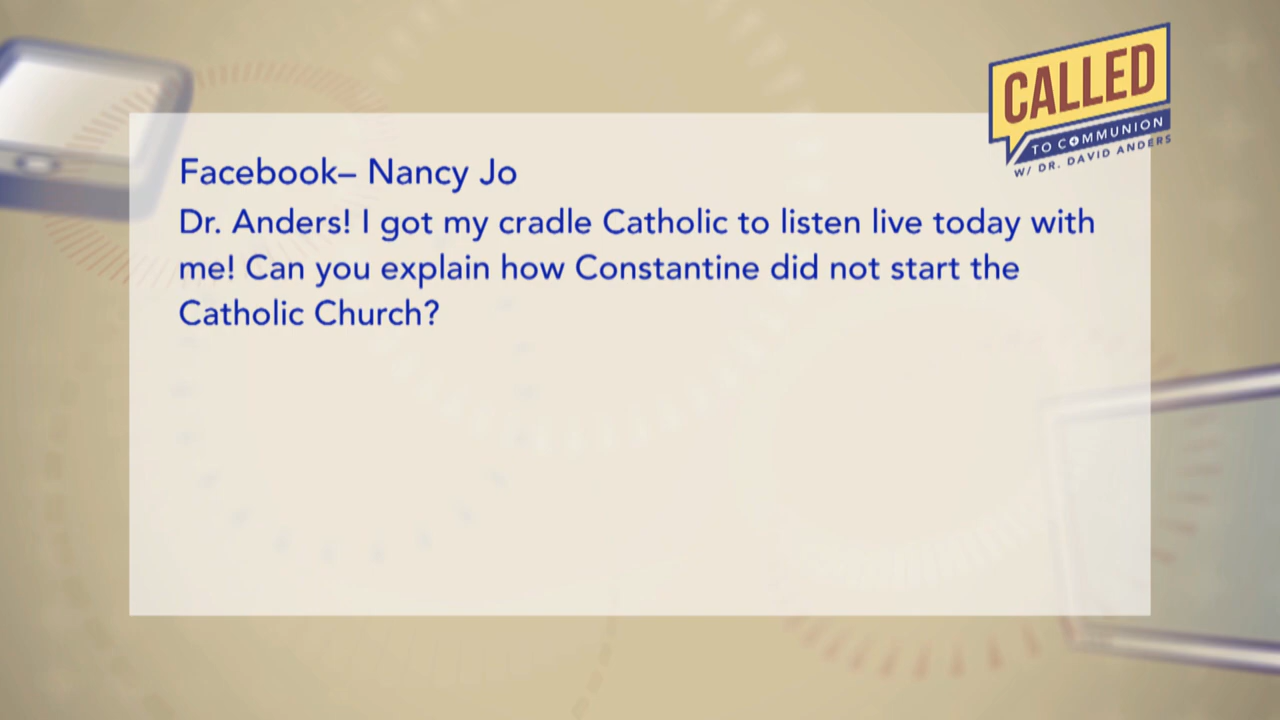 CALLED
TO COMMUNION
W/ DR. DAVID ANDERS
Facebook– Nancy Jo
Dr. Anders! I got my cradle Catholic to listen live today with
me! Can you explain how Constantine did not start the
Catholic Church?